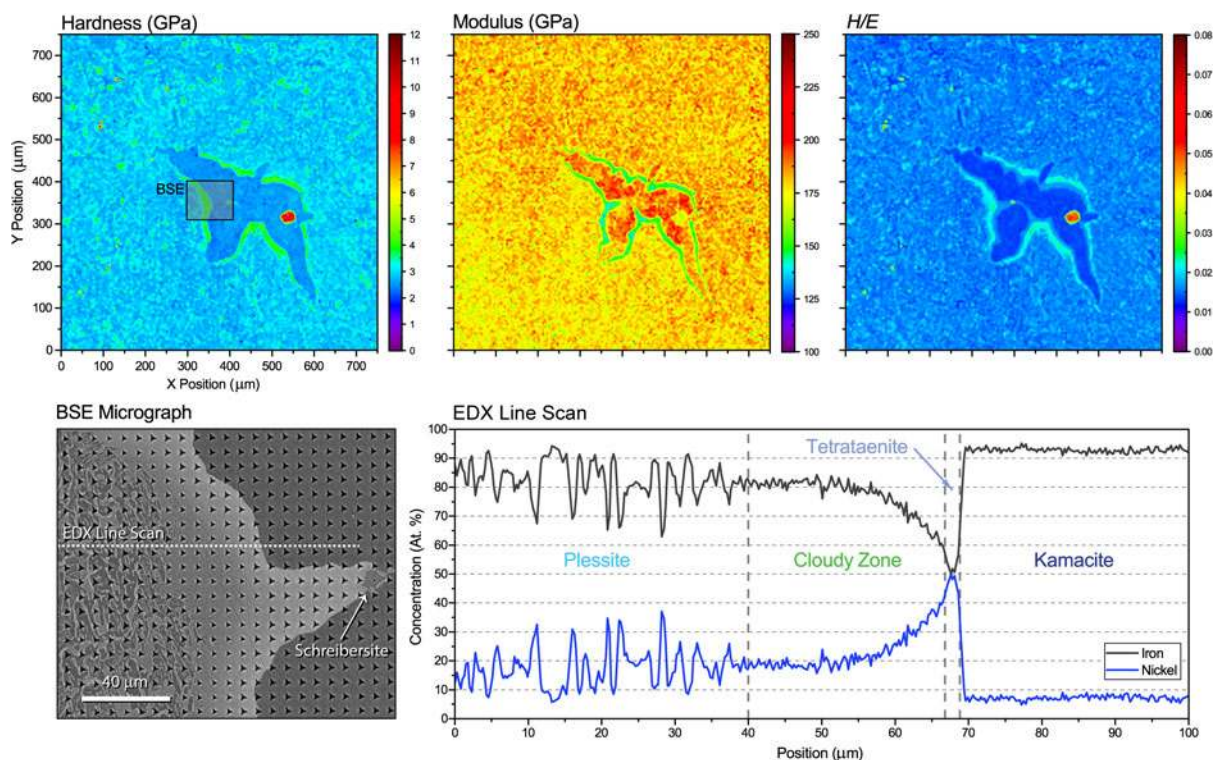 Hardness (GPa)
Modulus (GPa)
H/E
750
700
600
500
400
300
200
100
0
Y Position (μm)
BSE
0 100 200 300 400 500 600 700
X Position (μm)
12
11
10
9
8
7
6
5
4
3
2
1
0
250
225
200
175
150
125
100
0.08
0.07
0.06
0.05
0.04
0.03
0.02
0.01
0.00
BSE Micrograph
EDX Line Scan
Schreibersite
40 μm
EDX Line Scan
100
90
80
70
60
50
40
30
20
10
0
Concentration (At. %)
Tetrataenite
Plessite
Cloudy Zone
Kamacite
Iron
Nickel
0 10 20 30 40 50 60 70 80 90 100
Position (μm)